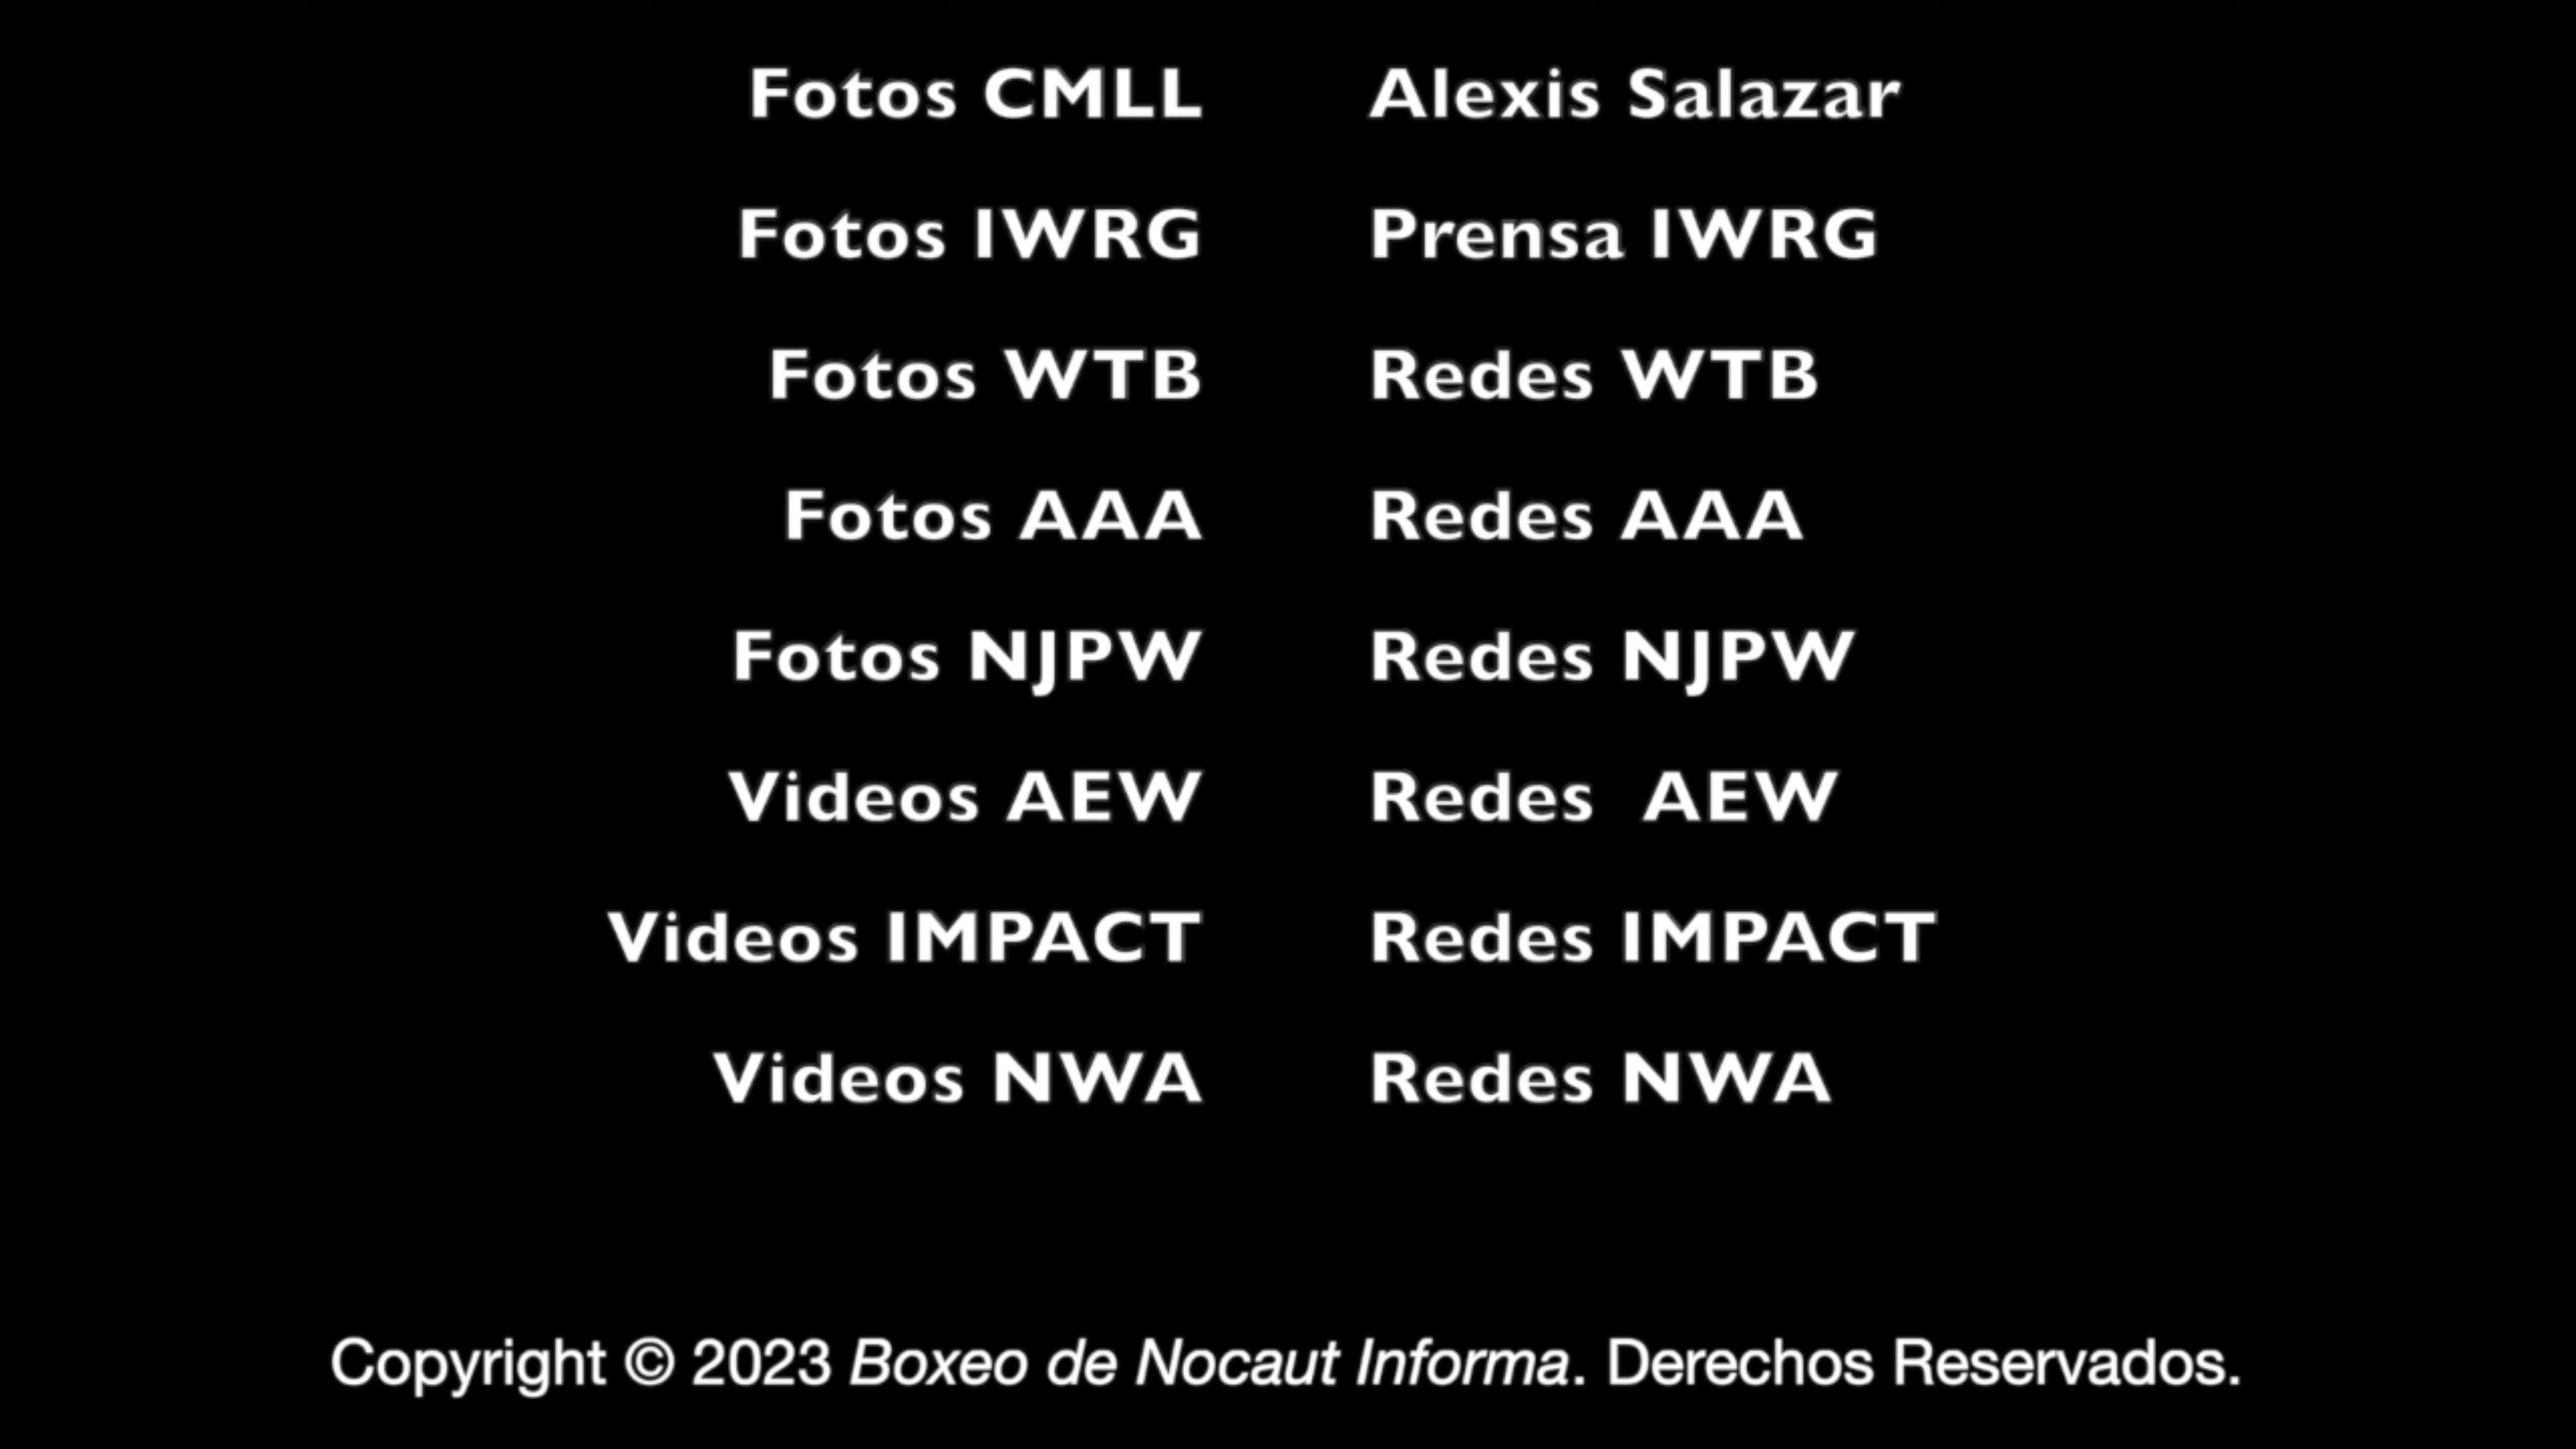 Fotos CMLL Alexis Salazar
Fotos IWRG Prensa IWRG
Fotos WTB Redes WTB
Fotos AAA Redes AAA
Fotos NJPW Redes NJPW
Videos AEW Redes AEW
Videos IMPACT Redes IMPACT
Videos NWA Redes NWA
Copyright © 2023 Boxeo de Nocaut Informa. Derechos Reservados.